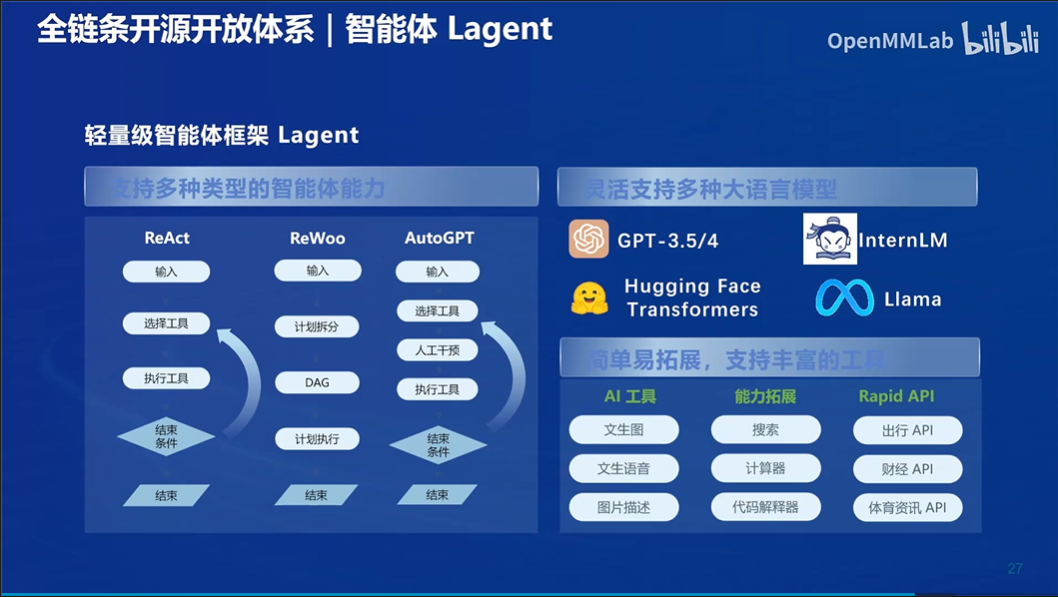 全链条开源开放体系 | 智能体 Lagent
OpenMMLab bilibili
轻量级智能体框架 Lagent
支持多种类型的智能体能力
ReAct
输入
选择工具
执行工具
结束
条件
结束
ReWoo
输入
计划拆分
DAG
计划执行
结束
AutoGPT
输入
选择工具
人工干预
执行工具
结束
条件
结束
灵活支持多种大语言模型
GPT-3.5/4
InternLM
Hugging Face
Transformers
Llama
简单易拓展，支持丰富的工具
AI 工具
文生图
文生语音
图片描述
能力拓展
搜索
计算器
代码解释器
Rapid API
出行 API
财经 API
体育资讯 API
27